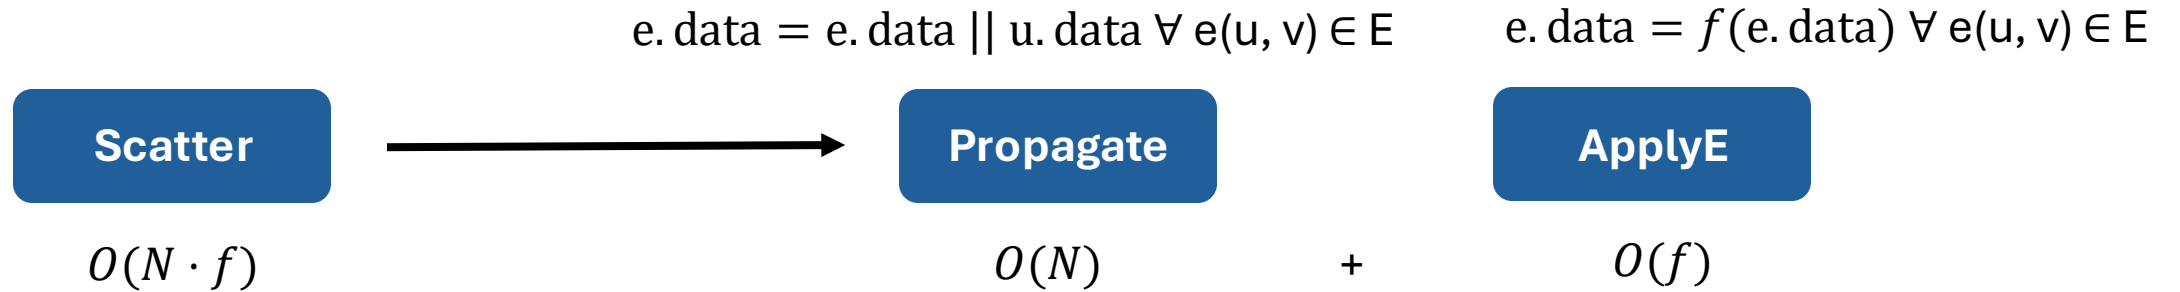 e. data = e. data || u. data ∀ e(u, v) ∈ E
e. data = f(e. data) ∀ e(u, v) ∈ E
Scatter
Propagate
ApplyE
O(N · f)
O(N)
+
O(f)